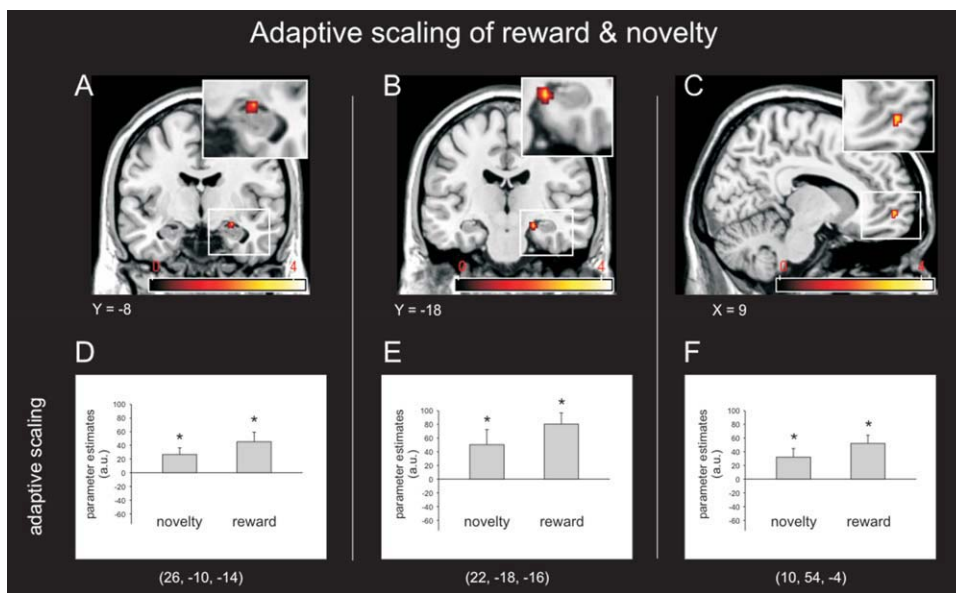 Adaptive scaling of reward & novelty
A
B
C
0 4
0 4
0 4
Y = -8
Y = -18
X = 9
D
E
F
adaptive scaling
parameter estimates
(a.u.)
100
80
60
40
20
0
-20
-40
-60
*
*
novelty
reward
(26, -10, -14)
parameter estimates
(a.u.)
100
80
60
40
20
0
-20
-40
-60
*
*
novelty
reward
(22, -18, -16)
parameter estimates
(a.u.)
100
80
60
40
20
0
-20
-40
-60
*
*
novelty
reward
(10, 54, -4)